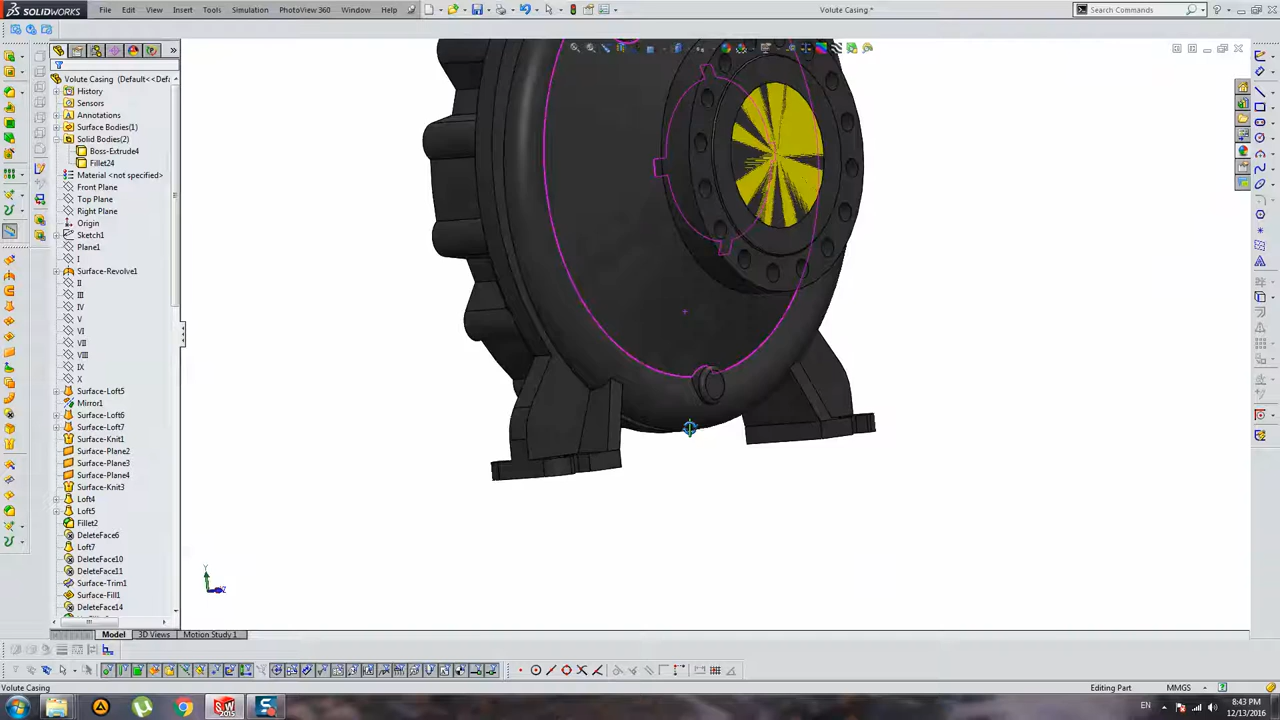 SOLIDWORKS File Edit View Insert Tools Simulation PhotoView 360 Window Help Volute Casing * Search Commands
Volute Casing (Default<<Def
History
Sensors
Annotations
Surface Bodies(1)
Solid Bodies(2)
Boss-Extrude4
Fillet24
Material <not specified>
Front Plane
Top Plane
Right Plane
Origin
Sketch1
Plane1
I
Surface-Revolve1
II
III
IV
V
VI
VII
VIII
IX
X
Surface-Loft5
Mirror1
Surface-Loft6
Surface-Loft7
Surface-Knit1
Surface-Plane2
Surface-Plane3
Surface-Plane4
Surface-Knit3
Loft4
Loft5
Fillet2
DeleteFace6
Loft7
DeleteFace10
DeleteFace11
Surface-Trim1
Surface-Fill1
DeleteFace14
Y
Z
Model 3D Views Motion Study 1
Volute Casing Editing Part MMGS
EN 8:43 PM
12/13/2016